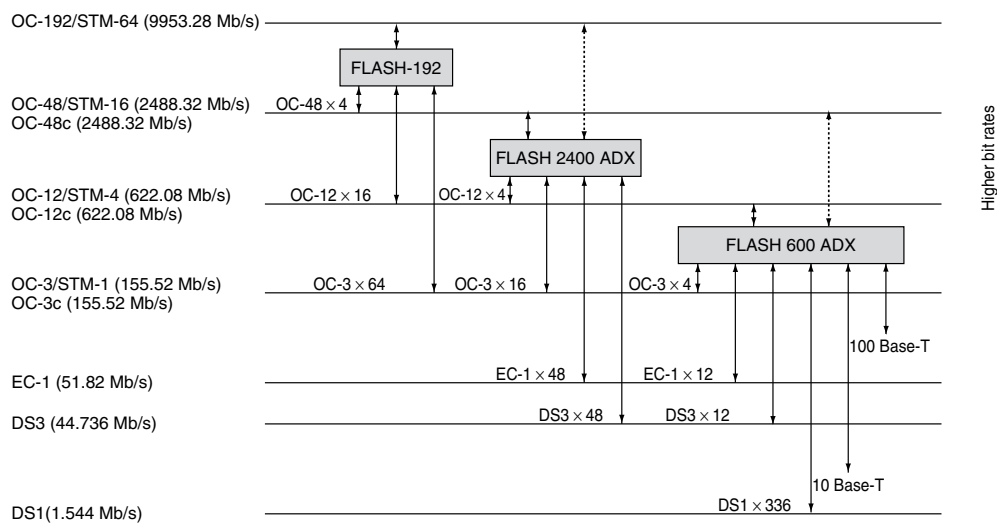 OC-192/STM-64 (9953.28 Mb/s)
FLASH-192
OC-48/STM-16 (2488.32 Mb/s)
OC-48 × 4
OC-48c (2488.32 Mb/s)
FLASH 2400 ADX
OC-12/STM-4 (622.08 Mb/s)
OC-12 × 16
OC-12 × 4
OC-12c (622.08 Mb/s)
FLASH 600 ADX
OC-3/STM-1 (155.52 Mb/s)
OC-3 × 64
OC-3 × 16
OC-3 × 4
OC-3c (155.52 Mb/s)
100 Base-T
EC-1 (51.82 Mb/s)
EC-1 × 48
EC-1 × 12
DS3 (44.736 Mb/s)
DS3 × 48
DS3 × 12
10 Base-T
DS1(1.544 Mb/s)
DS1 × 336
Higher bit rates